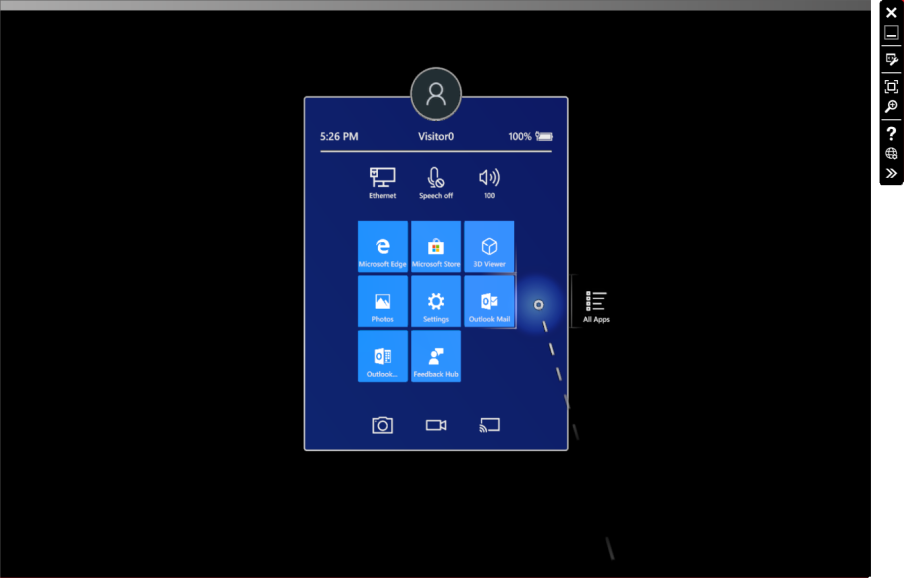 5:26 PM Visitor0 100%
Ethernet Speech off 100
Microsoft Edge Microsoft Store 3D Viewer
Photos Settings Outlook Mail
All Apps
Outlook... Feedback Hub